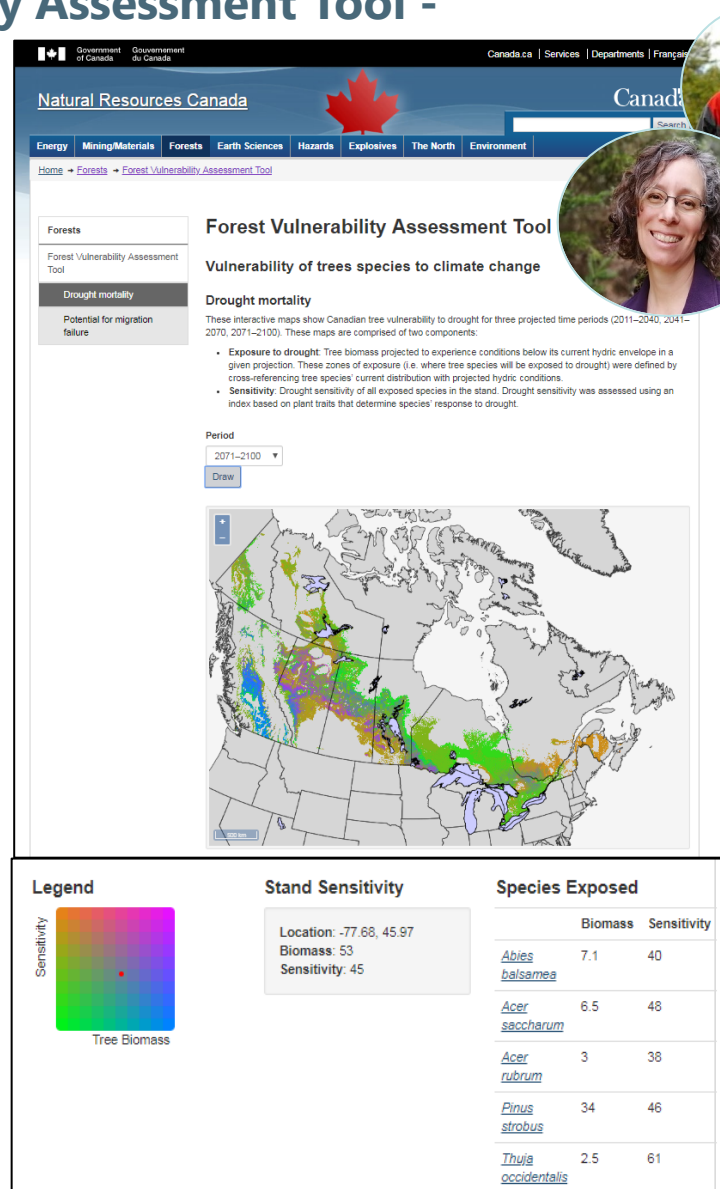 y Assessment Tool -
Government of Canada
Gouvernement du Canada
Canada.ca | Services | Departments | Français
Natural Resources Canada
Canada
Search
Energy Mining/Materials Forests Earth Sciences Hazards Explosives The North Environment
Home → Forests → Forest Vulnerability Assessment Tool
Forests
Forest Vulnerability Assessment
Tool
Drought mortality
Potential for migration
failure
Forest Vulnerability Assessment Tool
Vulnerability of trees species to climate change
Drought mortality
These interactive maps show Canadian tree vulnerability to drought for three projected time periods (2011–2040, 2041–
2070, 2071–2100). These maps are comprised of two components:
• Exposure to drought: Tree biomass projected to experience conditions below its current hydric envelope in a
given projection. These zones of exposure (i.e. where tree species will be exposed to drought) were defined by
cross-referencing tree species' current distribution with projected hydric conditions.
• Sensitivity: Drought sensitivity of all exposed species in the stand. Drought sensitivity was assessed using an
index based on plant traits that determine species' response to drought.
Period
2071–2100
Draw
+
−
Legend
Sensitivity
Tree Biomass
Stand Sensitivity
Location: -77.68, 45.97
Biomass: 53
Sensitivity: 45
Species Exposed
Biomass Sensitivity
Abies 7.1 40
balsamea
Acer 6.5 48
saccharum
Acer 3 38
rubrum
Pinus 34 46
strobus
Thuja 2.5 61
occidentalis